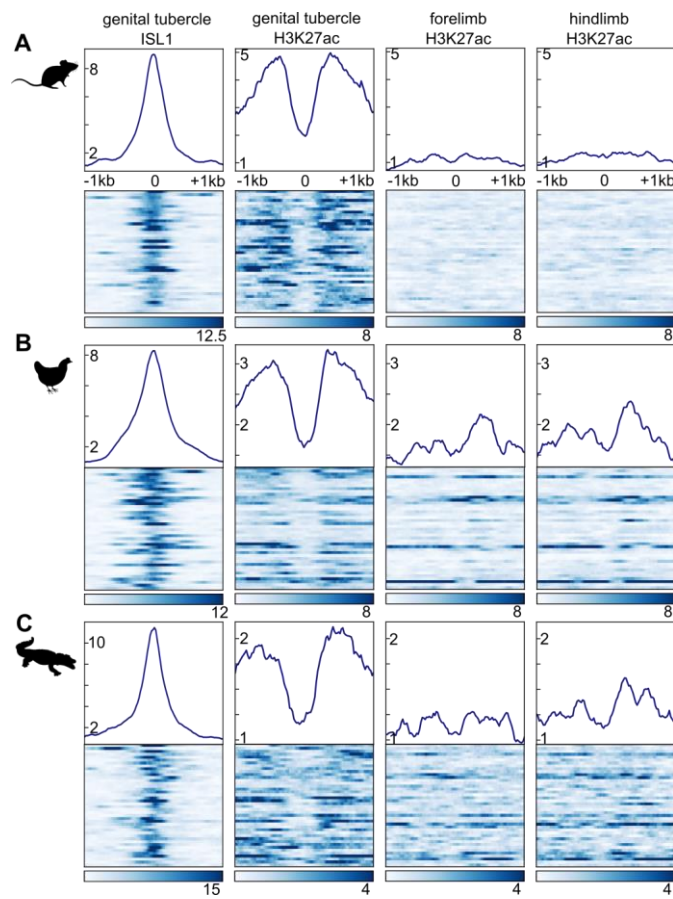 genital tubercle genital tubercle forelimb hindlimb
ISL1 H3K27ac H3K27ac H3K27ac
A
8 5 5 5
2 1 1 1
-1kb 0 +1kb -1kb 0 +1kb -1kb 0 +1kb -1kb 0 +1kb
12.5 8 8 8
B
8 3 3 3
2 2 2 2
12 8 8 8
C
10 2 2 2
2 1 1 1
15 4 4 4